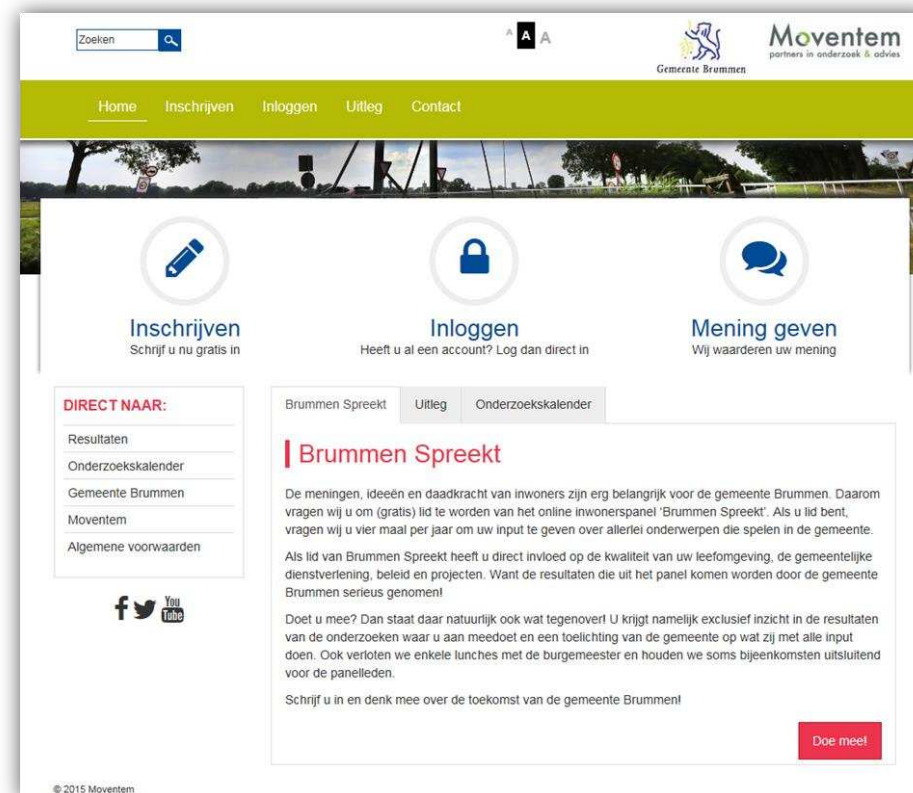 Zoeken
A A A
Gemeente Brummen
Moventem
partners in onderzoek & advies
Home Inschrijven Inloggen Uitleg Contact
Inschrijven
Schrijf u nu gratis in
Inloggen
Heeft u al een account? Log dan direct in
Mening geven
Wij waarderen uw mening
DIRECT NAAR:
Resultaten
Onderzoekskalender
Gemeente Brummen
Moventem
Algemene voorwaarden
f You
Tube
Brummen Spreekt Uitleg Onderzoekskalender
Brummen Spreekt
De meningen, ideeën en daadkracht van inwoners zijn erg belangrijk voor de gemeente Brummen. Daarom
vragen wij u om (gratis) lid te worden van het online inwonerspanel 'Brummen Spreekt'. Als u lid bent,
vragen wij u vier maal per jaar om uw input te geven over allerlei onderwerpen die spelen in de gemeente.
Als lid van Brummen Spreekt heeft u direct invloed op de kwaliteit van uw leefomgeving, de gemeentelijke
dienstverlening, beleid en projecten. Want de resultaten die uit het panel komen worden door de gemeente
Brummen serieus genomen!
Doet u mee? Dan staat daar natuurlijk ook wat tegenover! U krijgt namelijk exclusief inzicht in de resultaten
van de onderzoeken waar u aan meedoet en een toelichting van de gemeente op wat zij met alle input
doen. Ook verloten we enkele lunches met de burgemeester en houden we soms bijeenkomsten uitsluitend
voor de panelleden.
Schrijf u in en denk mee over de toekomst van de gemeente Brummen!
Doe mee!
© 2015 Moventem